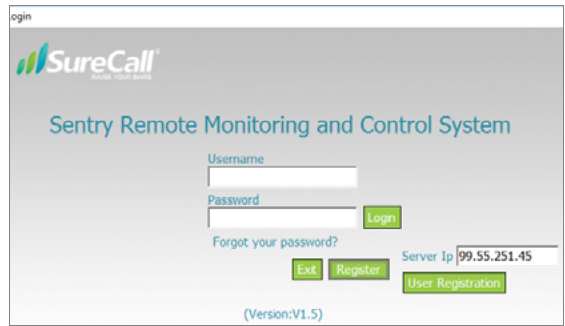 Login
SureCall
RAISE YOUR BARS
Sentry Remote Monitoring and Control System
Username
Password
Login
Forgot your password?
Server Ip 99.55.251.45
Exit Register
User Registration
(Version:V1.5)